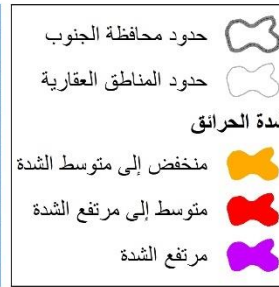 حدود محافظة الجنوب
حدود المناطق العقارية
الحرائق
منخفض إلى متوسط الشدة
متوسط إلى مرتفع الشدة
مرتفع الشدة